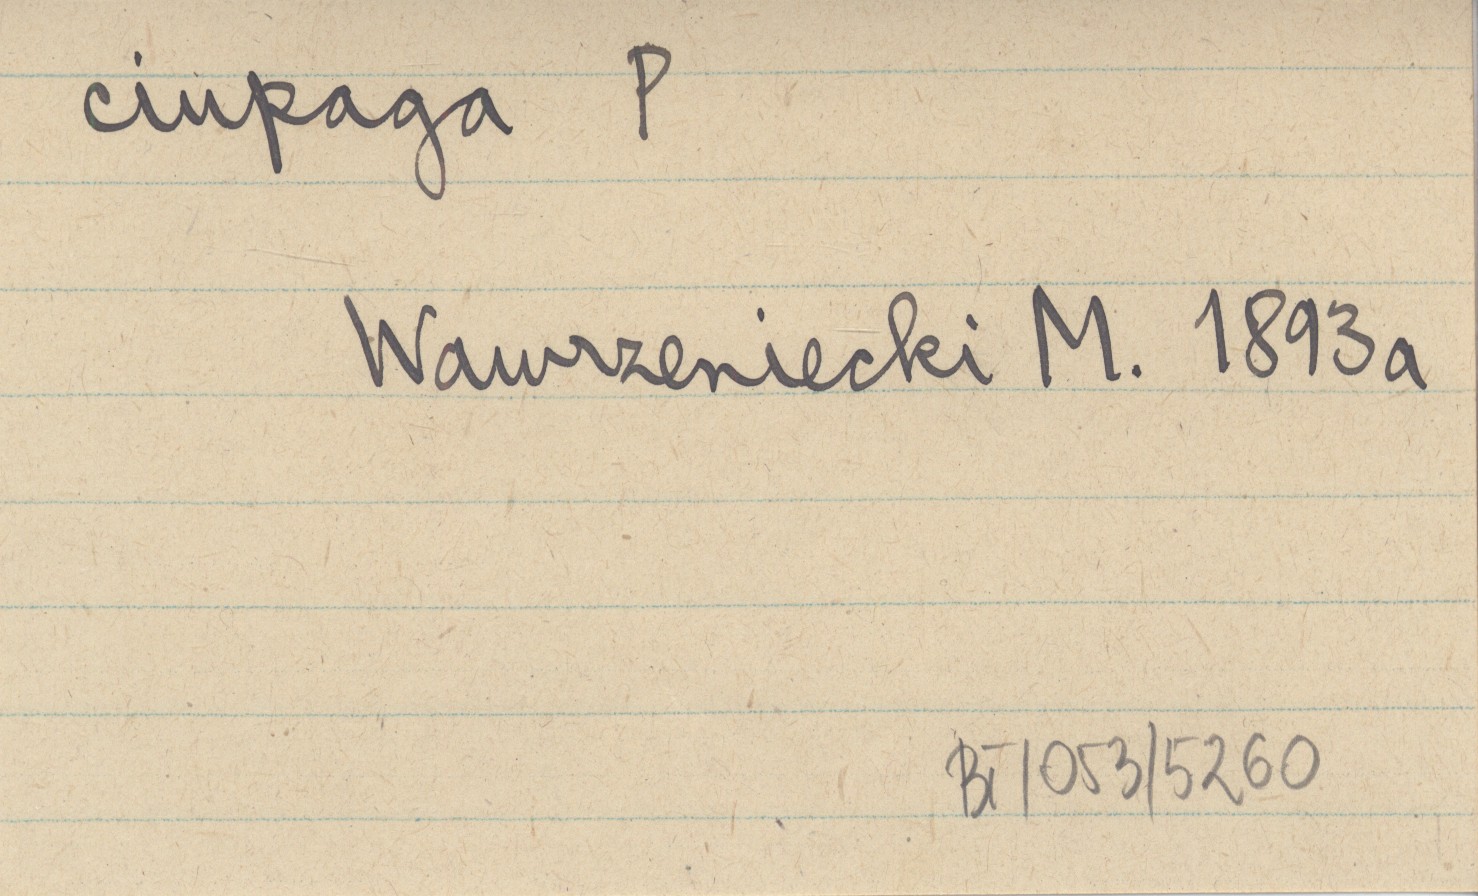 ciupaga P
Wawrzeniecki M. 1893a
BT/053/5260